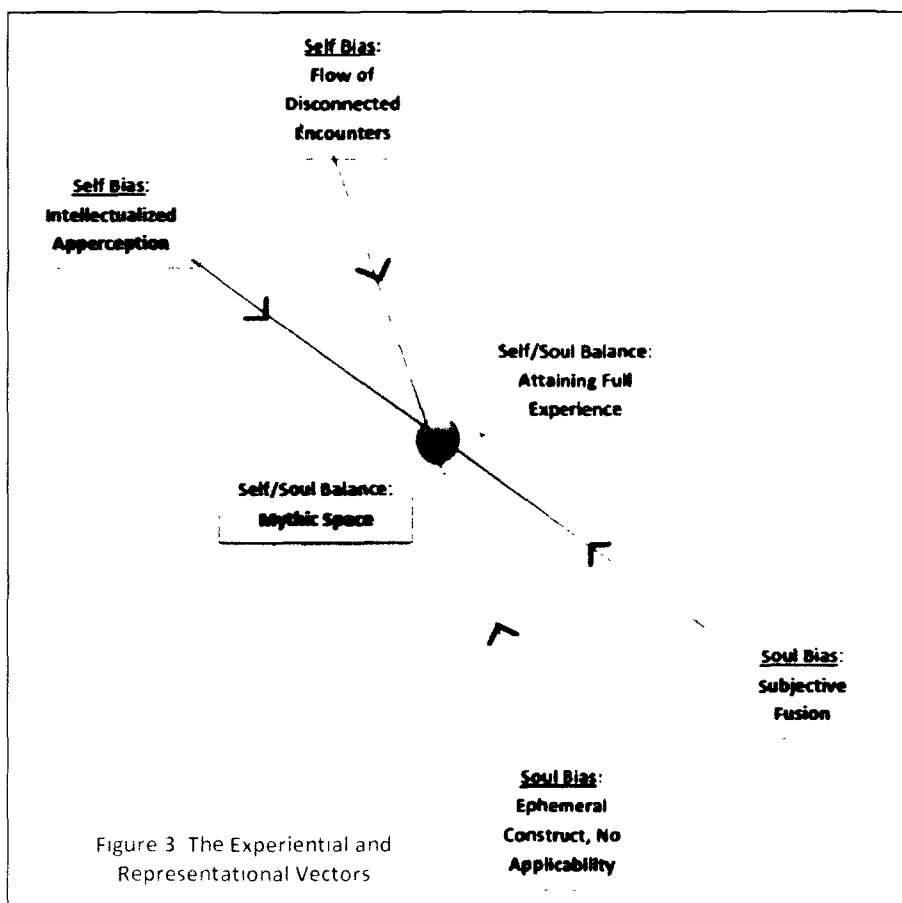 Self Bias:
Flow of
Disconnected
Encounters
Self Bias:
Intellectualized
Apperception
Self/Soul Balance:
Attaining Full
Experience
Self/Soul Balance:
Mythic Space
Soul Bias:
Subjective
Fusion
Soul Bias:
Ephemeral
Construct, No
Applicability
Figure 3 The Experiential and
Representational Vectors